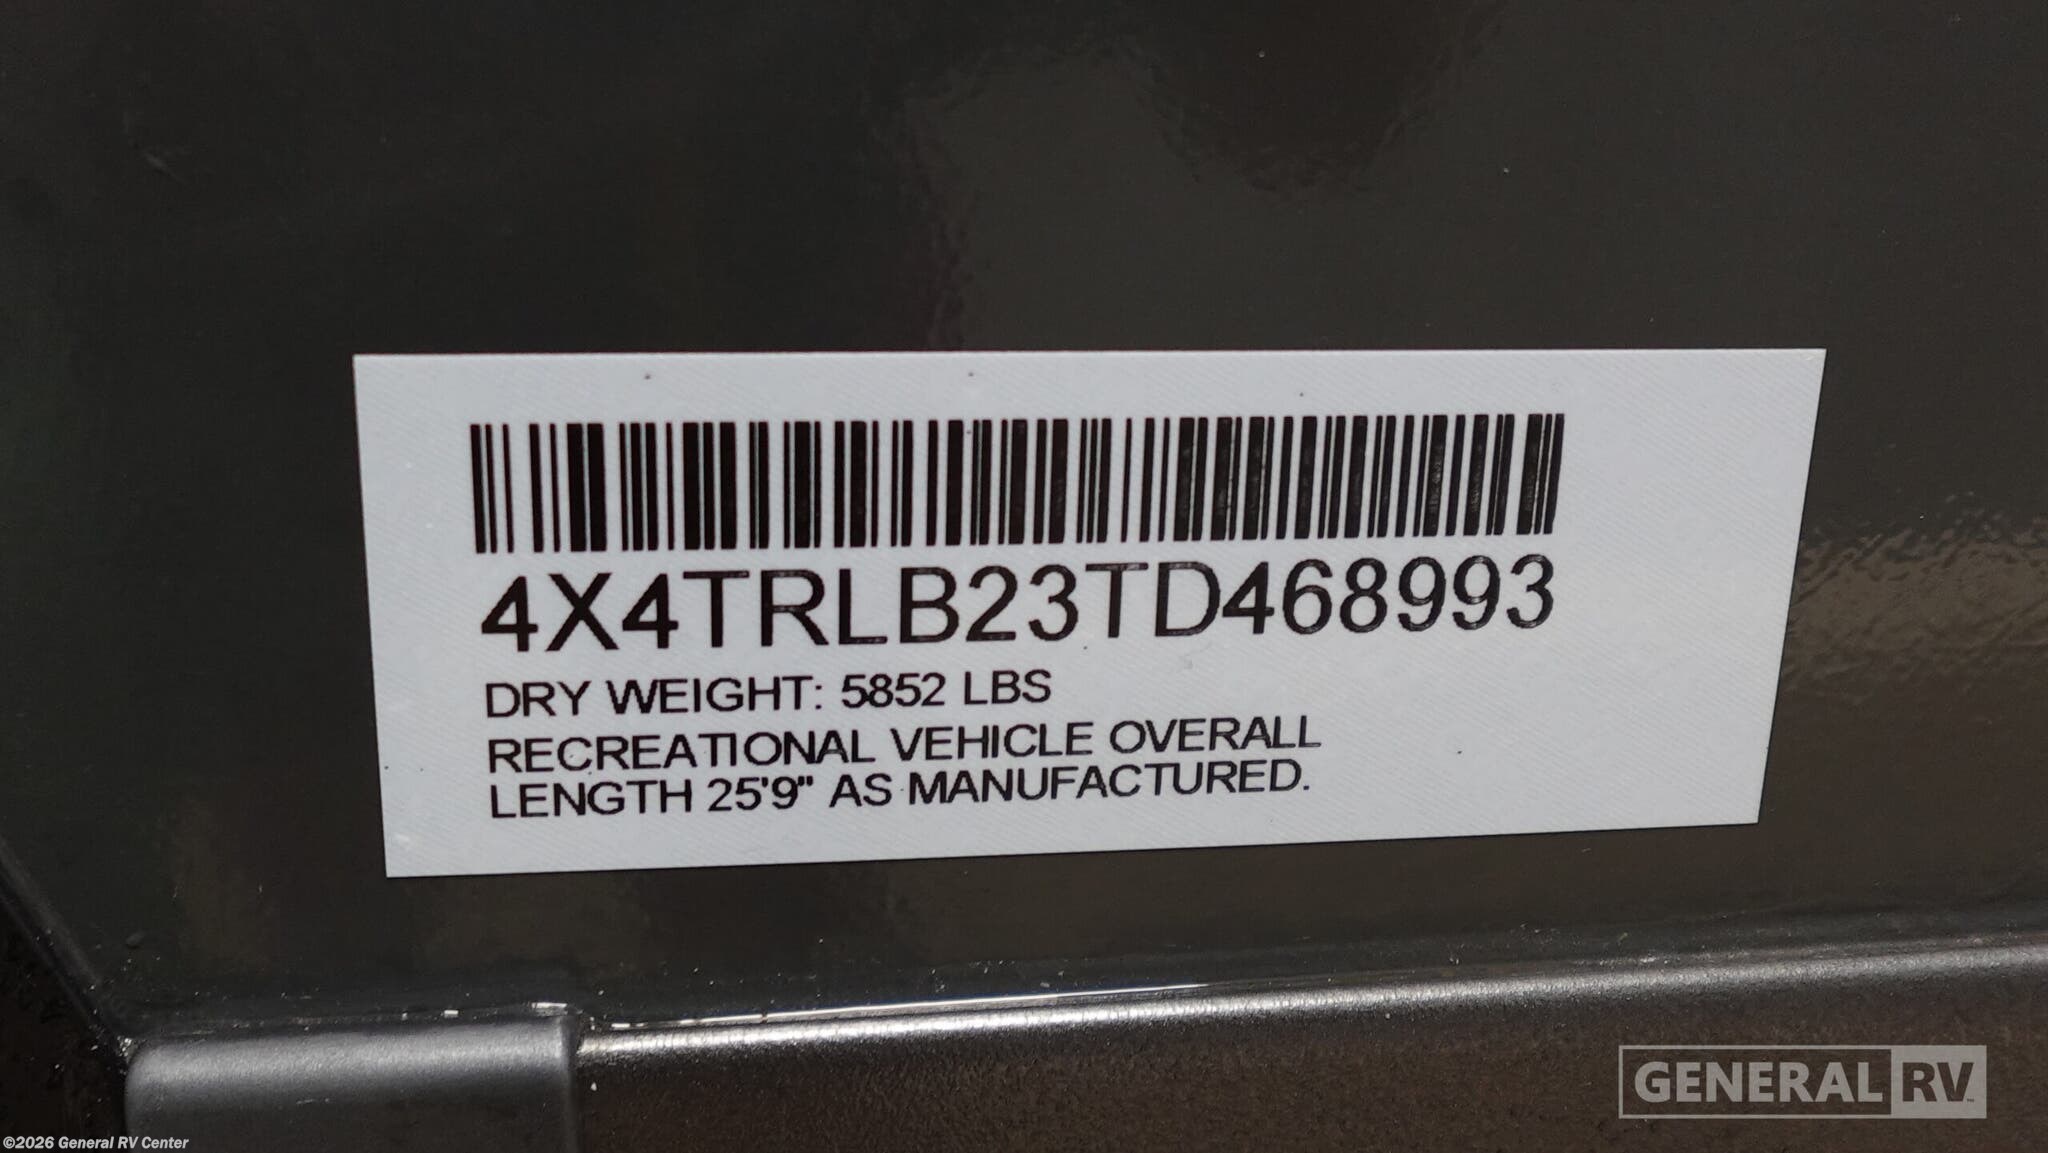 4X4TRLB23TD468993
DRY WEIGHT: 5852 LBS
RECREATIONAL VEHICLE OVERALL
LENGTH 25'9" AS MANUFACTURED.
GENERAL RV
©2026 General RV Center